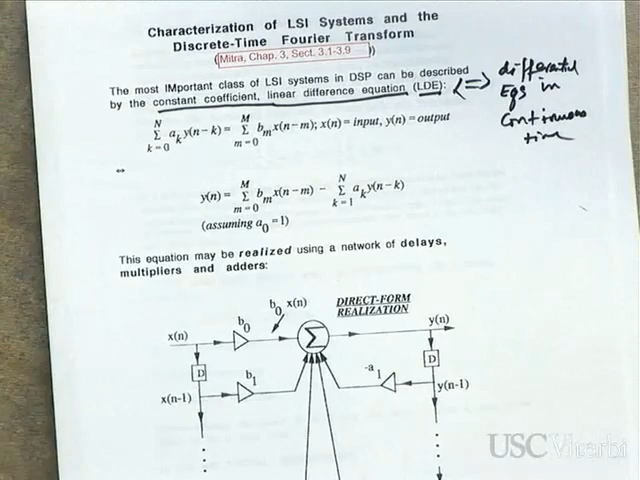 Characterization of LSI Systems and the
Discrete-Time Fourier Transform
(Mitra, Chap. 3, Sect. 3.1-3.9)
The most IMportant class of LSI systems in DSP can be described
by the constant coefficient, linear difference equation (LDE): <=> differential
Eqs in
Continuous
time
N Σ k=0 a_k y(n-k) = M Σ m=0 b_m x(n-m); x(n)= input, y(n)= output
⇔
y(n) = M Σ m=0 b_m x(n-m) - N Σ k=1 a_k y(n-k)
(assuming a_0 = 1)
This equation may be realized using a network of delays,
multipliers and adders:
b_0 x(n)
DIRECT-FORM
REALIZATION
x(n) b_0 Σ y(n)
D D
x(n-1) b_1 -a_1 y(n-1)
USC Viterbi